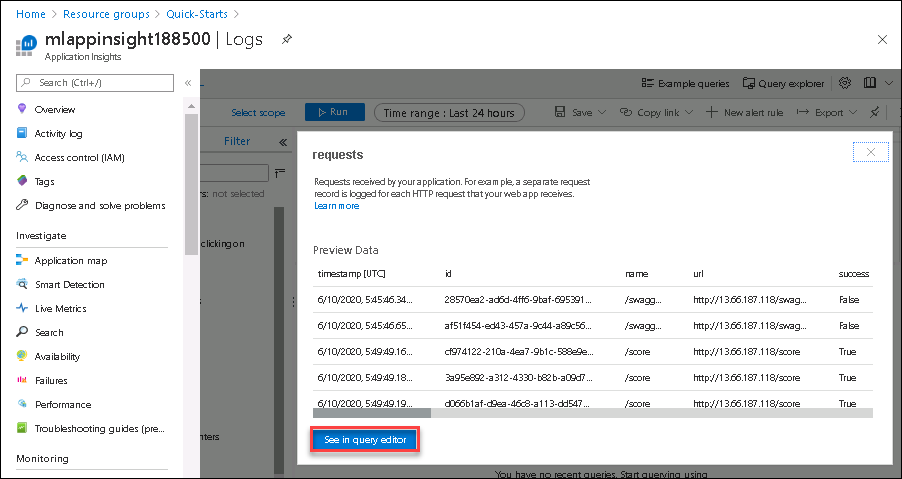 Home > Resource groups > Quick-Starts >
mlappinsight188500 | Logs
Application Insights
Search (Ctrl+/)
Overview
Activity log
Access control (IAM)
Tags
Diagnose and solve problems
Investigate
Application map
Smart Detection
Live Metrics
Search
Availability
Failures
Performance
Troubleshooting guides (pre...
Monitoring
Example queries
Query explorer
Select scope
Run
Time range : Last 24 hours
Save
Copy link
New alert rule
Export
Filter
not selected
clicking on
requests
Requests received by your application. For example, a separate request
record is logged for each HTTP request that your web app receives.
Learn more
Preview Data
timestamp [UTC] id name url success
6/10/2020, 5:45:46.34... 28570ea2-ad6d-4ff6-9baf-695391... /swagg... http://13.66.187.118/swag... False
6/10/2020, 5:45:46.65... af51f454-ed43-457a-9c44-a89c56... /swagg... http://13.66.187.118/swag... False
6/10/2020, 5:49:49.16... cf974122-210a-4ea7-9b1c-588e9e... /score http://13.66.187.118/score True
6/10/2020, 5:49:49.18... 3a95e892-a312-4330-b82b-a09d7... /score http://13.66.187.118/score True
6/10/2020, 5:49:49.19... d066b1af-d9ea-46c8-a113-dd547... /score http://13.66.187.118/score True
See in query editor
You have no recent queries. Start querying using